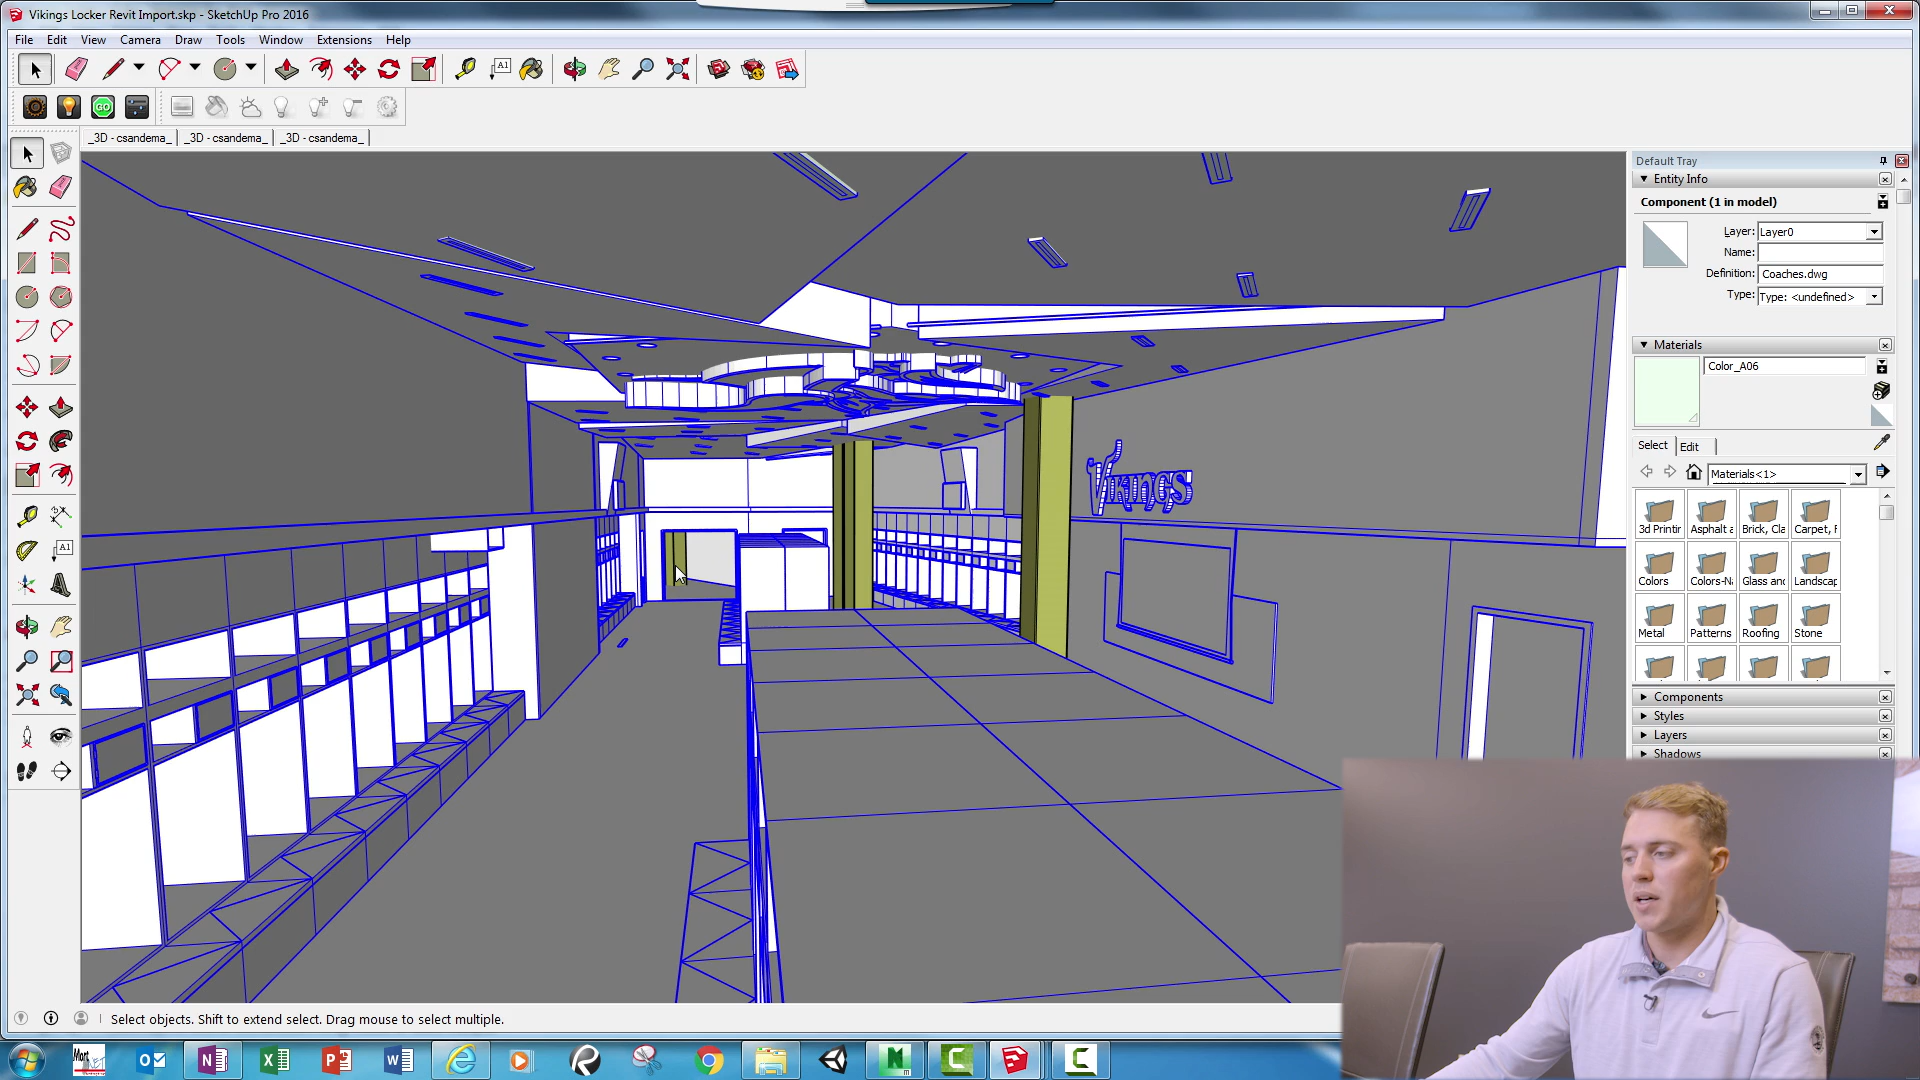 Vikings Locker Revit Import.skp - SketchUp Pro 2016
File Edit View Camera Draw Tools Window Extensions Help
A1
GO
_3D - csandema_ _3D - csandema_ _3D - csandema_
Default Tray
Entity Info
Component (1 in model)
Layer: Layer0
Name:
Definition: Coaches.dwg
Type: Type: <undefined>
Materials
Color_A06
Select Edit
Materials<1>
3d Printir Asphalt a Brick, Cla Carpet, F
Colors Colors-Na Glass and Landscap
Metal Patterns Roofing Stone
Components
Styles
Layers
Shadows
A1
Vikings
Select objects. Shift to extend select. Drag mouse to select multiple.